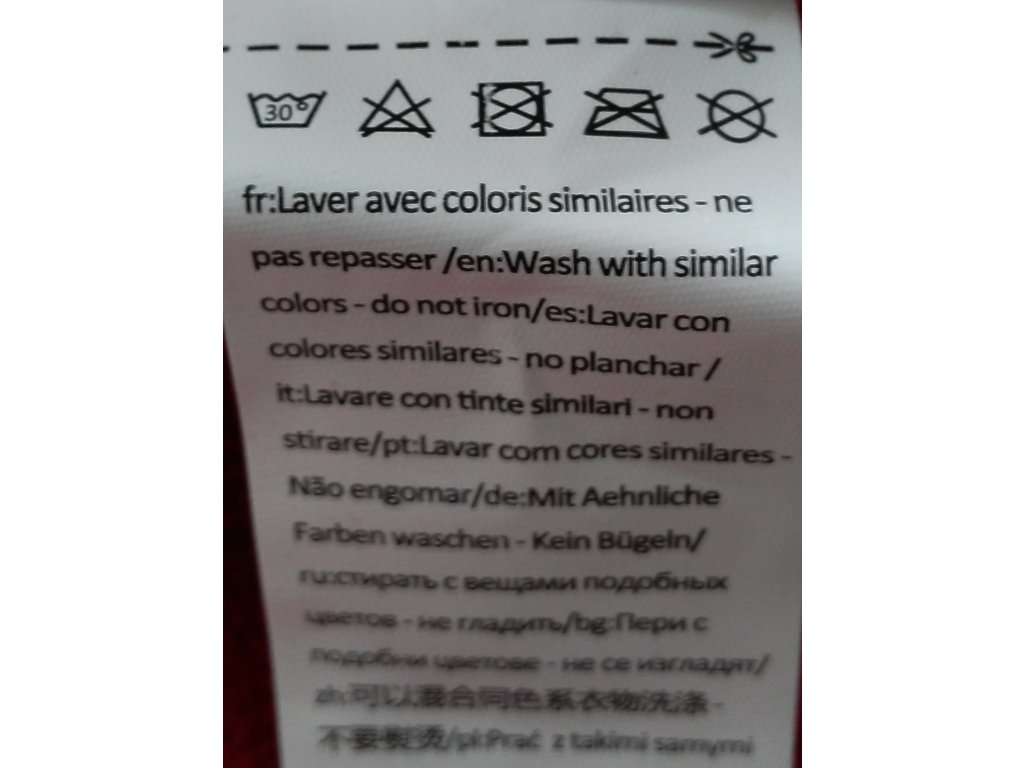 30°
fr:Laver avec coloris similaires - ne
pas repasser /en:Wash with similar
colors - do not iron/es:Lavar con
colores similares - no planchar /
it:Lavare con tinte similari - non
stirare/pt:Lavar com cores similares -
Não engomar/de:Mit Aehnliche
Farben waschen - Kein Bügeln/
ru:стирать с вещами подобных
цветов - не гладить/bg:Пери с
подобни цветове - не се изгладят/
zh:可以混合同色系衣物洗涤 -
不要熨烫/pl:Prać z takimi samymi